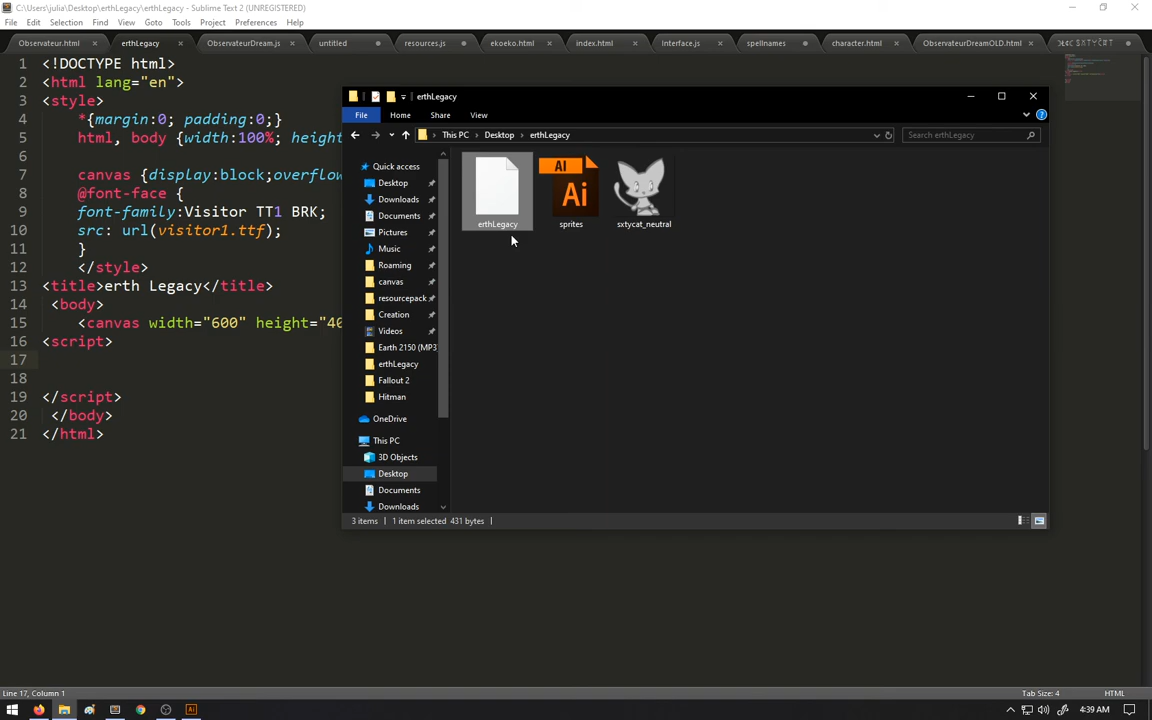 C:\Users\julia\Desktop\erthLegacy\erthLegacy - Sublime Text 2 (UNREGISTERED)
File Edit Selection Find View Goto Tools Project Preferences Help
Observateur.html erthLegacy ObservateurDream.js untitled resources.js ekoeko.html index.html Interface.js spellnames character.html ObservateurDreamOLD.html
1 <!DOCTYPE html>
2 <html lang="en">
3 <style>
4 *{margin:0; padding:0;}
5 html, body {width:100%; height
6
7 canvas {display:block;overflow
8 @font-face {
9 font-family:Visitor TT1 BRK;
10 src: url(visitor1.ttf);
11 }
12 </style>
13 <title>erth Legacy</title>
14 <body>
15 <canvas width="600" height="40
16 <script>
17
18
19 </script>
20 </body>
21 </html>
erthLegacy
File Home Share View
This PC Desktop erthLegacy Search erthLegacy
Quick access
Desktop
Downloads
Documents
Pictures
Music
Roaming
canvas
resourcepack
Creation
Videos
Earth 2150 (MP3
erthLegacy
Fallout 2
Hitman
OneDrive
This PC
3D Objects
Desktop
Documents
Downloads
AI
Ai
erthLegacy sprites sxtycat_neutral
3 items 1 item selected 431 bytes
Line 17, Column 1 Tab Size: 4 HTML
Ai 4:39 AM